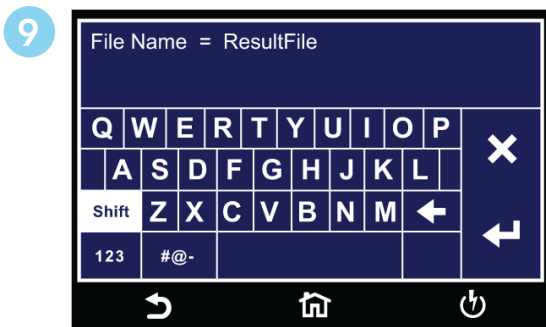 9
File Name = ResultFile
Q W E R T Y U I O P
A S D F G H J K L
Shift Z X C V B N M
123 #@-